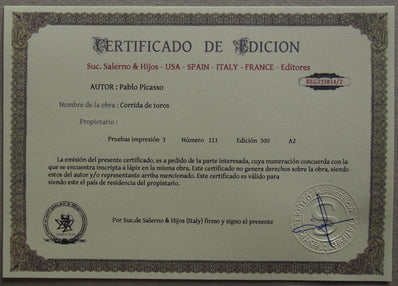 CERTIFICADO DE EDICION
Suc. Salerno & Hijos - USA - SPAIN - ITALY - FRANCE - Editores
REG235814/2
AUTOR : Pablo Picasso
Nombre de la obra : Corrida de toros
Propietario :
Pruebas impresión 3 Número 111 Edición 300 A2
La emisión del presente certificado, es a pedido de la parte interesada, cuya numeración concuerda con la
que se encuentra inscripta a lápiz en la misma obra. Este certificado no genera derechos sobre la obra, siendo
estos del autor y/o representante arriba mencionado. Este certificado es válido para
siendo este el país de residencia del propietario.
Por Suc.de Salerno & Hijos (Italy) firmo y signo el presente